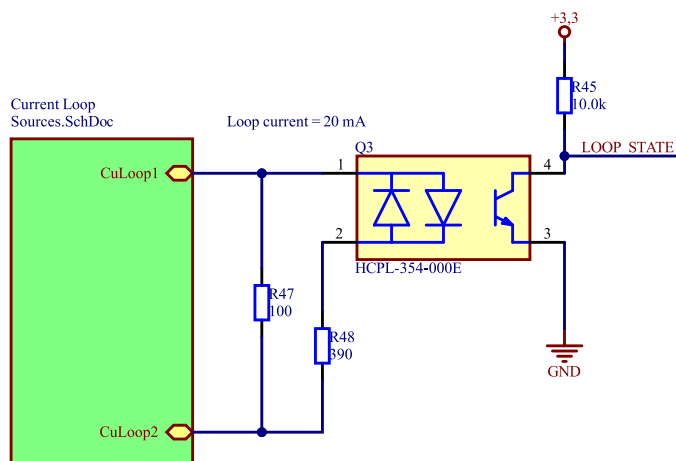 +3,3
R45
10.0k
Current Loop
Sources.SchDoc
Loop current = 20 mA
Q3
LOOP_STATE
CuLoop1
1
4
2
3
HCPL-354-000E
R47
100
R48
390
GND
CuLoop2